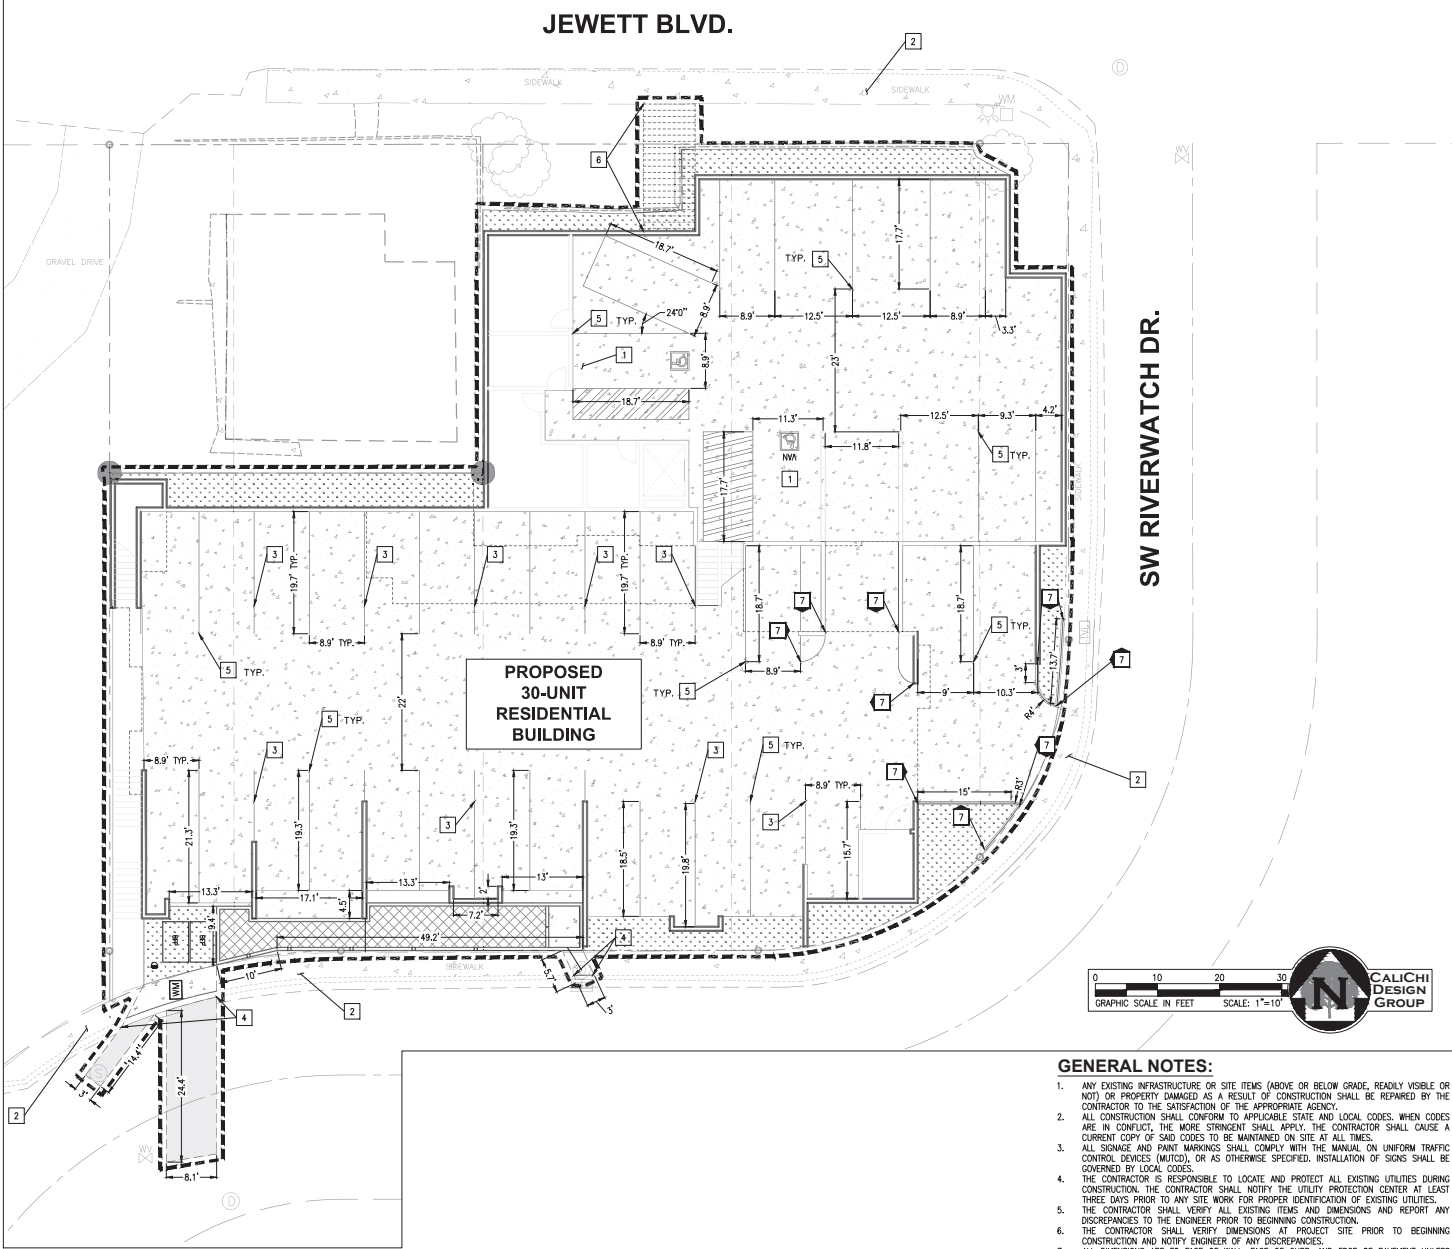 JEWETT BLVD.
2
D
SIDEWALK
SIDEWALK
WM
6
WV
GRAVEL DRIVE
18.7'
17.7'
TYP. 5
5 TYP.
24°0"
8.9'
8.9'
12.5'
12.5'
8.9'
3.3'
1
8.9'
23'
18.7'
11.3'
12.5'
9.3'
4.2'
11.8'
VAN
5 TYP.
1
17.7'
SIDEWALK
SW RIVERWATCH DR.
3
3
3
3
3
19.7' TYP.
19.7' TYP.
18.7'
18.7'
7
7
7
7
8.9' TYP.
8.9' TYP.
5 TYP.
5 TYP.
7
13.7'
3'
8.9'
TYP. 5
9'
10.3'
7
R4'
PROPOSED
30-UNIT
RESIDENTIAL
BUILDING
22'
5 TYP.
3
3
5 TYP.
7
2
8.9' TYP.
7
8.9' TYP.
15'
R3'
7
21.3'
19.3'
3
19.3'
18.5'
19.8'
3
15.7'
13.3'
17.1'
4.5'
13.3'
2'
7.2'
13'
9.4'
49.2'
4
SIDEWALK
10'
5.7'
3'
WM
2
4
2
14.4'
3'
S
24.4'
2
WV
8.1'
D
0 10 20 30
GRAPHIC SCALE IN FEET SCALE: 1"=10'
N
CALICHI
DESIGN
GROUP
GENERAL NOTES:
1. ANY EXISTING INFRASTRUCTURE OR SITE ITEMS (ABOVE OR BELOW GRADE, READILY VISIBLE OR
NOT) OR PROPERTY DAMAGED AS A RESULT OF CONSTRUCTION SHALL BE REPAIRED BY THE
CONTRACTOR TO THE SATISFACTION OF THE APPROPRIATE AGENCY.
2. ALL CONSTRUCTION SHALL CONFORM TO APPLICABLE STATE AND LOCAL CODES. WHEN CODES
ARE IN CONFLICT, THE MORE STRINGENT SHALL APPLY. THE CONTRACTOR SHALL CAUSE A
CURRENT COPY OF SAID CODES TO BE MAINTAINED ON SITE AT ALL TIMES.
3. ALL SIGNAGE AND PAINT MARKINGS SHALL COMPLY WITH THE MANUAL ON UNIFORM TRAFFIC
CONTROL DEVICES (MUTCD), OR AS OTHERWISE SPECIFIED. INSTALLATION OF SIGNS SHALL BE
GOVERNED BY LOCAL CODES.
4. THE CONTRACTOR IS RESPONSIBLE TO LOCATE AND PROTECT ALL EXISTING UTILITIES DURING
CONSTRUCTION. THE CONTRACTOR SHALL NOTIFY THE UTILITY PROTECTION CENTER AT LEAST
THREE DAYS PRIOR TO ANY SITE WORK FOR PROPER IDENTIFICATION OF EXISTING UTILITIES.
5. THE CONTRACTOR SHALL VERIFY ALL EXISTING ITEMS AND DIMENSIONS AND REPORT ANY
DISCREPANCIES TO THE ENGINEER PRIOR TO BEGINNING CONSTRUCTION.
6. THE CONTRACTOR SHALL VERIFY DIMENSIONS AT PROJECT SITE PRIOR TO BEGINNING
CONSTRUCTION AND NOTIFY ENGINEER OF ANY DISCREPANCIES.